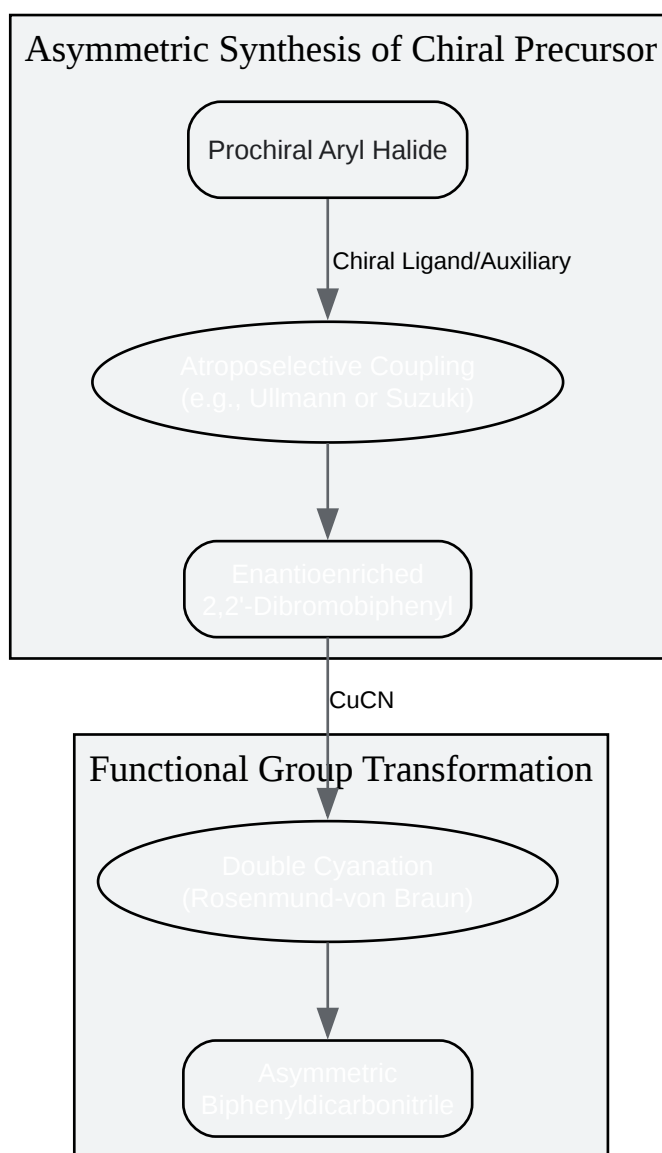 Asymmetric Synthesis of Chiral Precursor
Prochiral Aryl Halide
Chiral Ligand/Auxiliary
Atroposelective Coupling
(e.g., Ullmann or Suzuki)
Enantioenriched
2,2'-Dibromobiphenyl
CuCN
Functional Group Transformation
Double Cyanation
(Rosenmund-von Braun)
Asymmetric
Biphenyldicarbonitrile